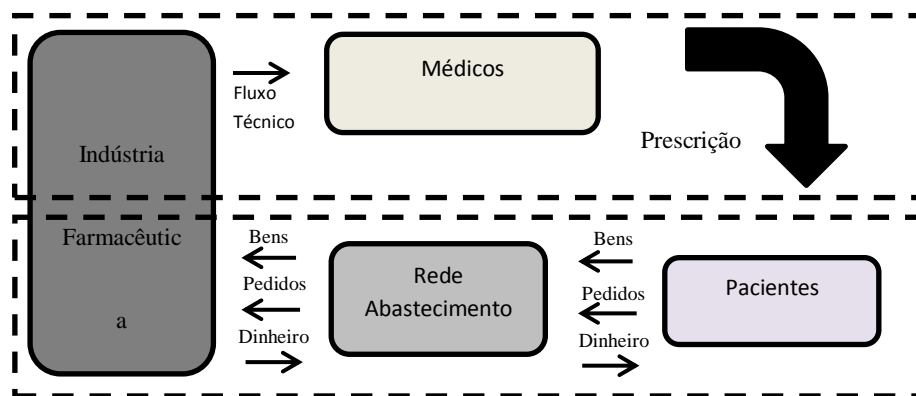 Médicos
Fluxo
Técnico
Prescrição
Indústria
Farmacêutic
a
Bens
Pedidos
Dinheiro
Rede
Abastecimento
Bens
Pedidos
Dinheiro
Pacientes